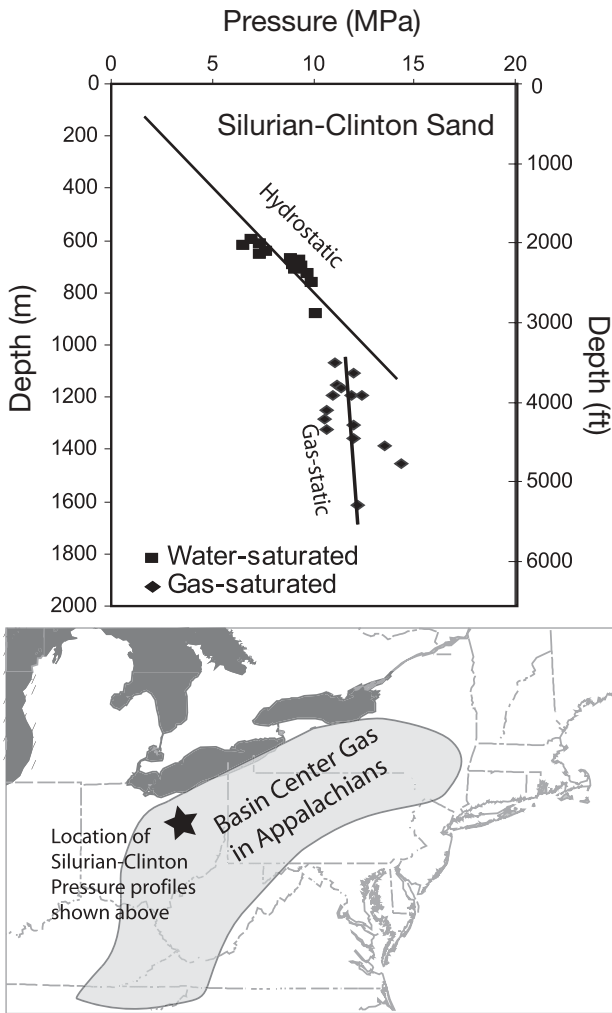 Pressure (MPa)
0 5 10 15 20
Silurian-Clinton Sand
Depth (m)
0
200
400
600
800
1000
1200
1400
1600
1800
2000
Hydrostatic
Gas-static
Water-saturated
Gas-saturated
0
1000
2000
3000
4000
5000
6000
Depth (ft)
Basin Center Gas
in Appalachians
Location of
Silurian-Clinton
Pressure profiles
shown above